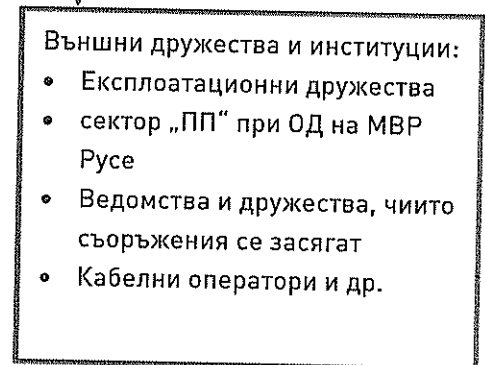 Външни дружества и институции:
• Експлоатационни дружества
• сектор „ПП“ при ОД на МВР
Русе
• Ведомства и дружества, чиито
съоръжения се засягат
• Кабелни оператори и др.